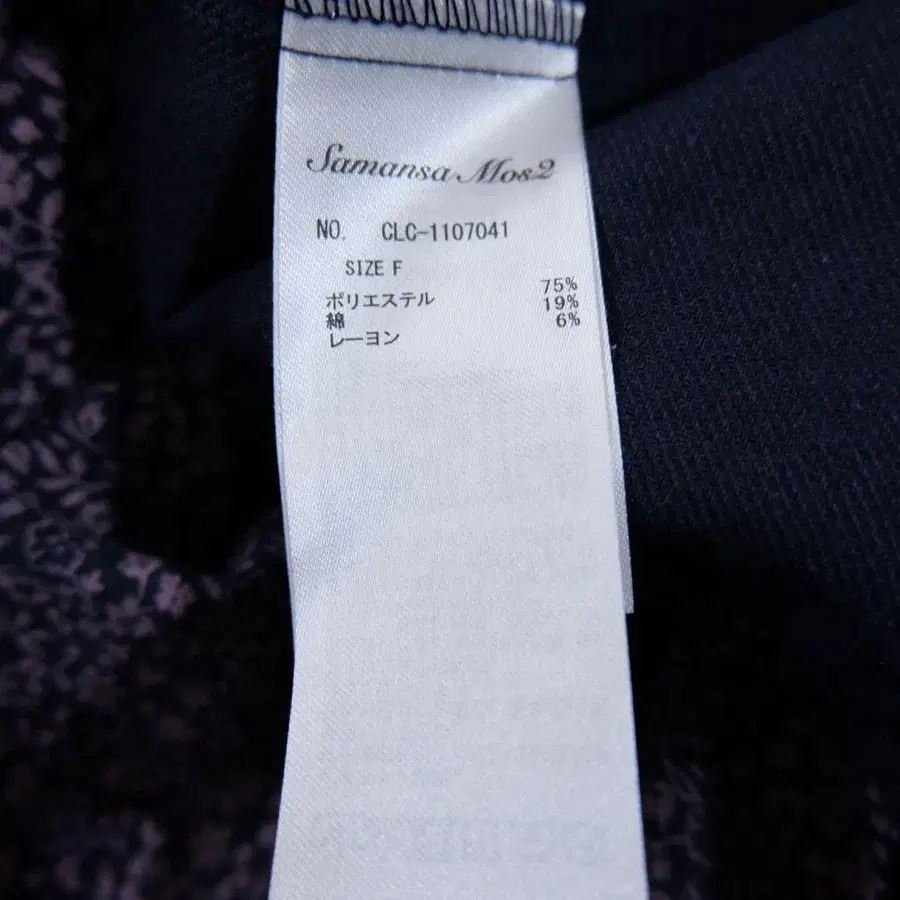 Samansa Mos2
NO. CLC-1107041
SIZE F
ポリエステル 75%
綿 19%
レーヨン 6%